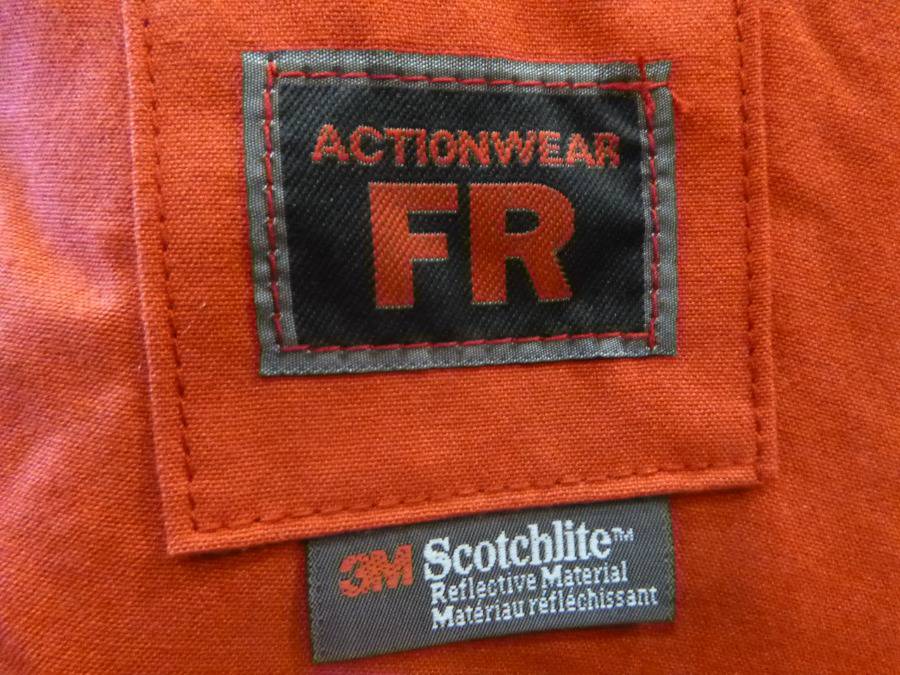 ACTIONWEAR
FR
3M Scotchlite™
Reflective Material
Matériau réfléchissant